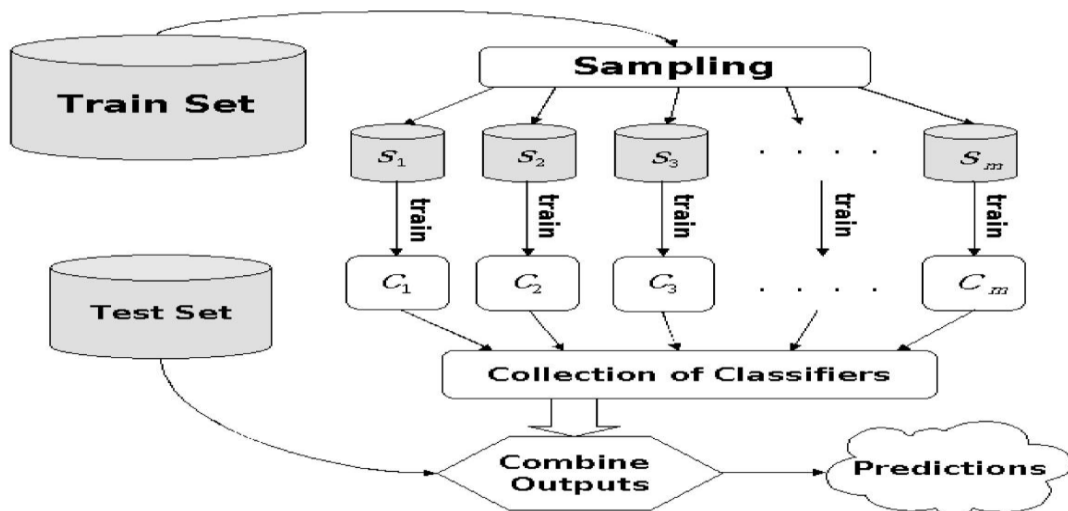 Train Set
Sampling
S1 S2 S3 . . . . Sm
train train train train train
Test Set
C1 C2 C3 . . . . Cm
Collection of Classifiers
Combine
Outputs
Predictions